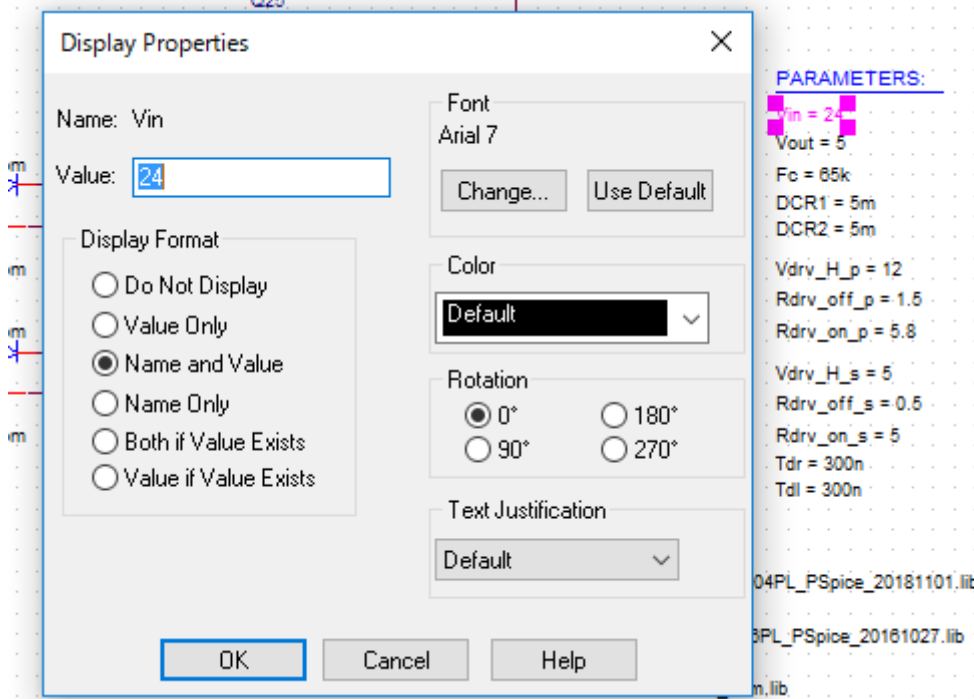 Q25
Display Properties
Name: Vin
Value: 24
Display Format
Do Not Display
Value Only
Name and Value
Name Only
Both if Value Exists
Value if Value Exists
Font
Arial 7
Change...
Use Default
Color
Default
Rotation
0° 180°
90° 270°
Text Justification
Default
OK Cancel Help
PARAMETERS:
Vin = 24
Vout = 5
Fc = 65k
DCR1 = 5m
DCR2 = 5m
Vdrv_H_p = 12
Rdrv_off_p = 1.5
Rdrv_on_p = 5.8
Vdrv_H_s = 5
Rdrv_off_s = 0.5
Rdrv_on_s = 5
Tdr = 300n
Tdl = 300n
04PL_PSpice_20181101.lib
PL_PSpice_20161027.lib
m.lib